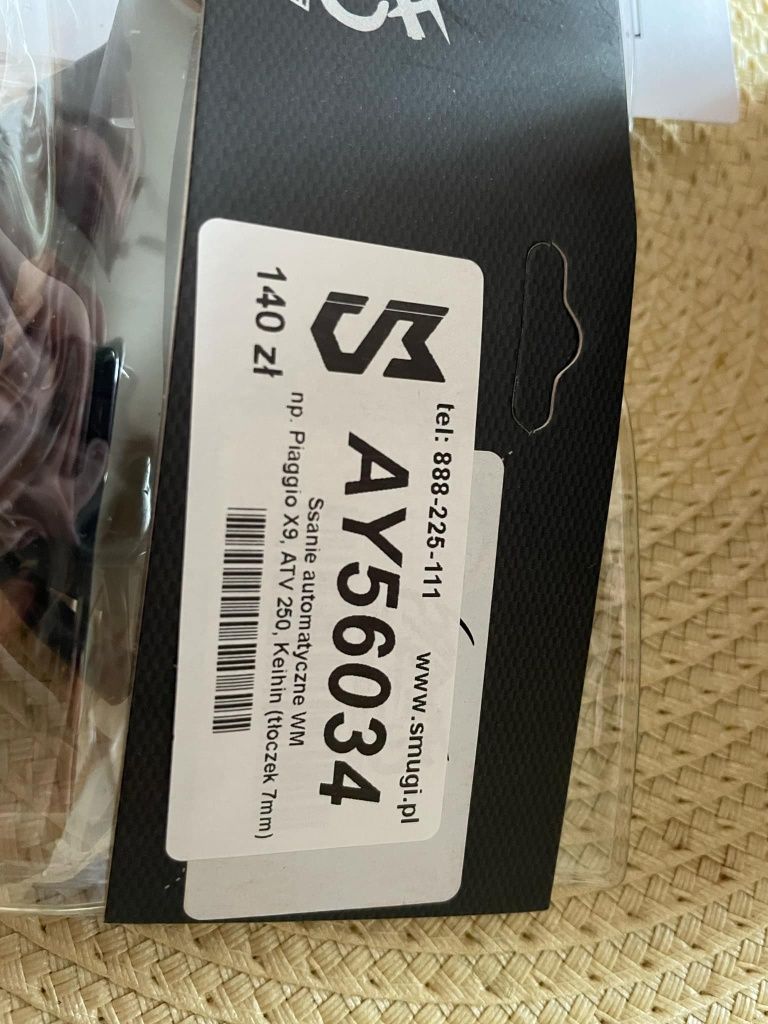 tel: 888-225-111 www.smugi.pl
SM
AY56034
Ssanie automatyczne WM
np. Piaggio X9, ATV 250, Keihin (tłoczek 7mm)
140 zł